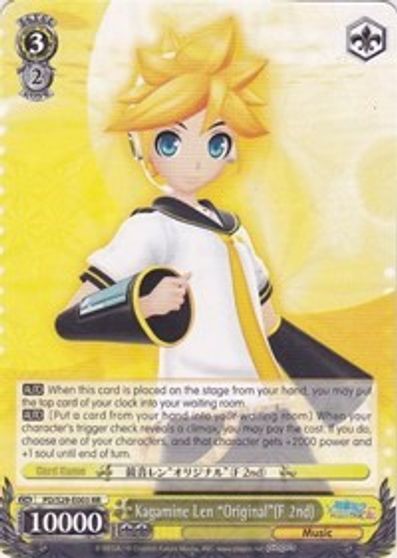 3
2
AUTO When this card is placed on the stage from your hand, you may put
the top card of your clock into your waiting room.
AUTO [Put a card from your hand into your waiting room] When your
character's trigger check reveals a climax, you may pay the cost. If you do,
choose one of your characters, and that character gets +2000 power and
+1 soul until end of turn.
Card Name
鏡音レン"オリジナル"(F 2nd)
PD/S29-E003 RR
10000
Kagamine Len "Original"(F 2nd)
Music